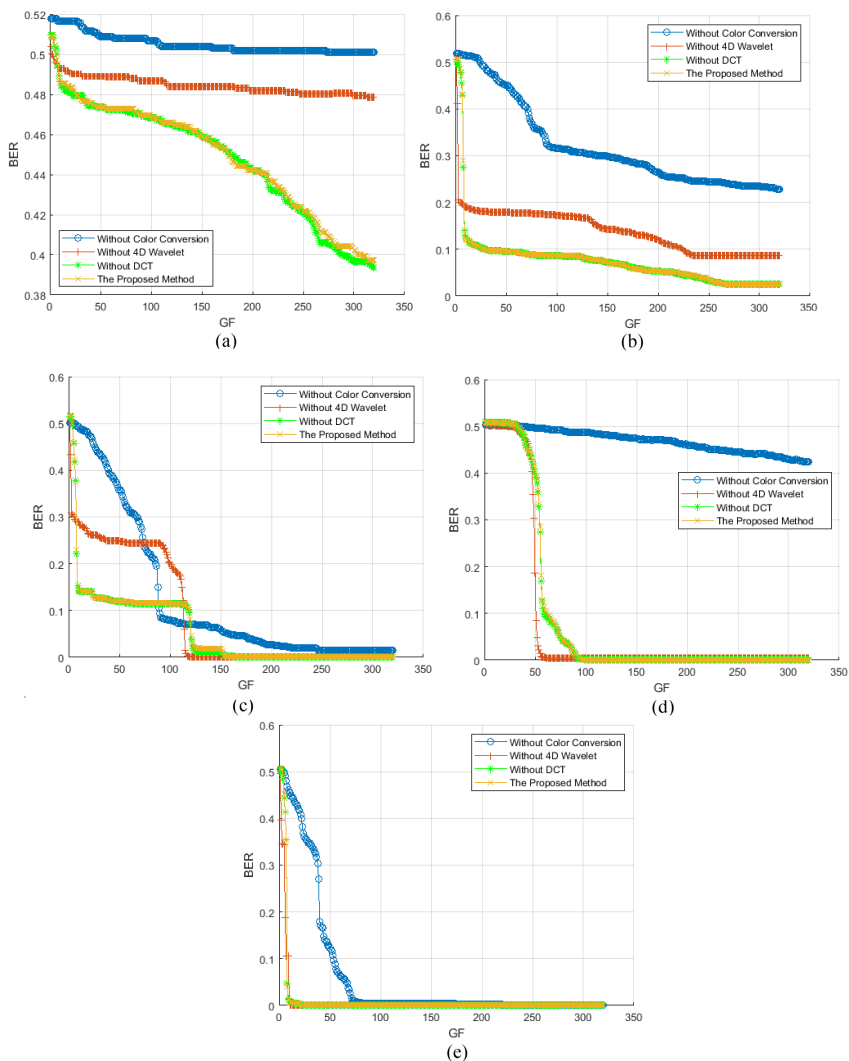 0.52
0.5
0.48
0.46
0.44
0.42
0.4
0.38
BER
0 50 100 150 200 250 300 350
GF
Without Color Conversion
Without 4D Wavelet
Without DCT
The Proposed Method
(a)
0.6
0.5
0.4
0.3
0.2
0.1
0
BER
0 50 100 150 200 250 300 350
GF
Without Color Conversion
Without 4D Wavelet
Without DCT
The Proposed Method
(b)
0.6
0.5
0.4
0.3
0.2
0.1
0
BER
0 50 100 150 200 250 300 350
GF
Without Color Conversion
Without 4D Wavelet
Without DCT
The Proposed Method
(c)
0.6
0.5
0.4
0.3
0.2
0.1
0
BER
0 50 100 150 200 250 300 350
GF
Without Color Conversion
Without 4D Wavelet
Without DCT
The Proposed Method
(d)
0.6
0.5
0.4
0.3
0.2
0.1
0
BER
0 50 100 150 200 250 300 350
GF
Without Color Conversion
Without 4D Wavelet
Without DCT
The Proposed Method
(e)